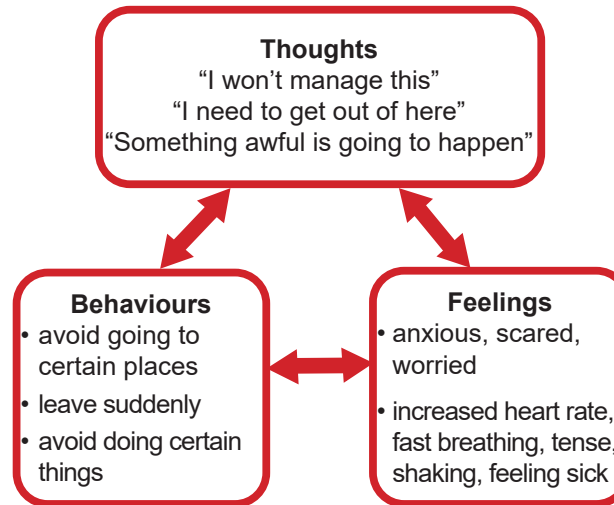 Thoughts
“I won’t manage this”
“I need to get out of here”
“Something awful is going to happen”
Behaviours
• avoid going to
certain places
• leave suddenly
• avoid doing certain
things
Feelings
• anxious, scared,
worried
• increased heart rate,
fast breathing, tense,
shaking, feeling sick